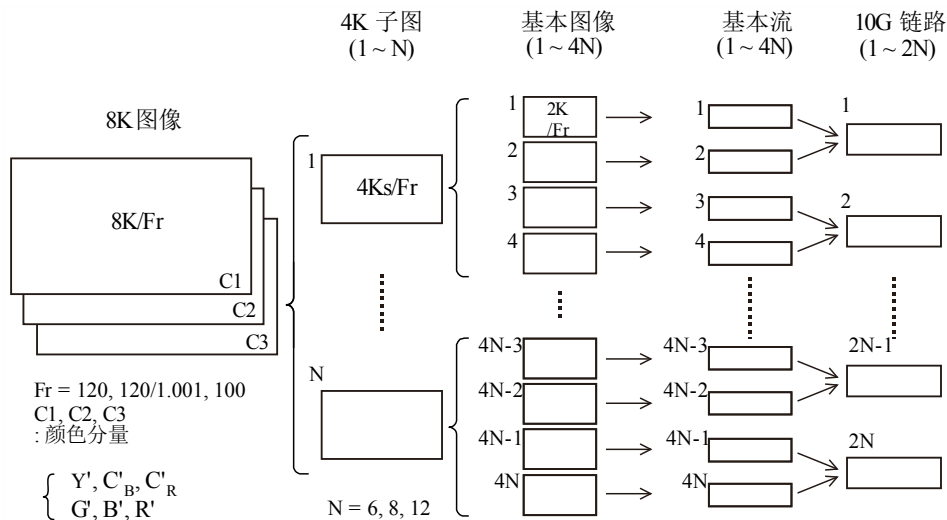 4K 子图
(1 ~ N)
基本图像
(1 ~ 4N)
基本流
(1 ~ 4N)
10G 链路
(1 ~ 2N)
8K 图像
8K/Fr
C1
C2
C3
1
4Ks/Fr
N
1
2K
/Fr
2
3
4
4N-3
4N-2
4N-1
4N
1
2
3
4
4N-3
4N-2
4N-1
4N
1
2
2N-1
2N
Fr = 120, 120/1.001, 100
C1, C2, C3
: 颜色分量
Y', C'B, C'R
G', B', R'
N = 6, 8, 12